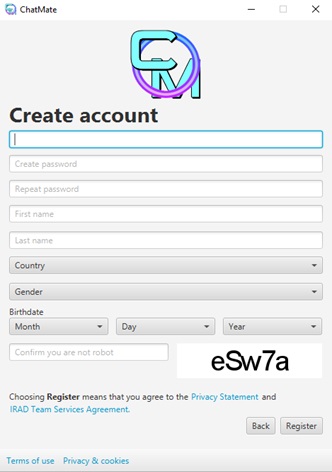 ChatMate
CM
Create account
Create password
Repeat password
First name
Last name
Country
Gender
Birthdate
Month Day Year
Confirm you are not robot eSw7a
Choosing Register means that you agree to the Privacy Statement and
IRAD Team Services Agreement.
Back Register
Terms of use Privacy & cookies